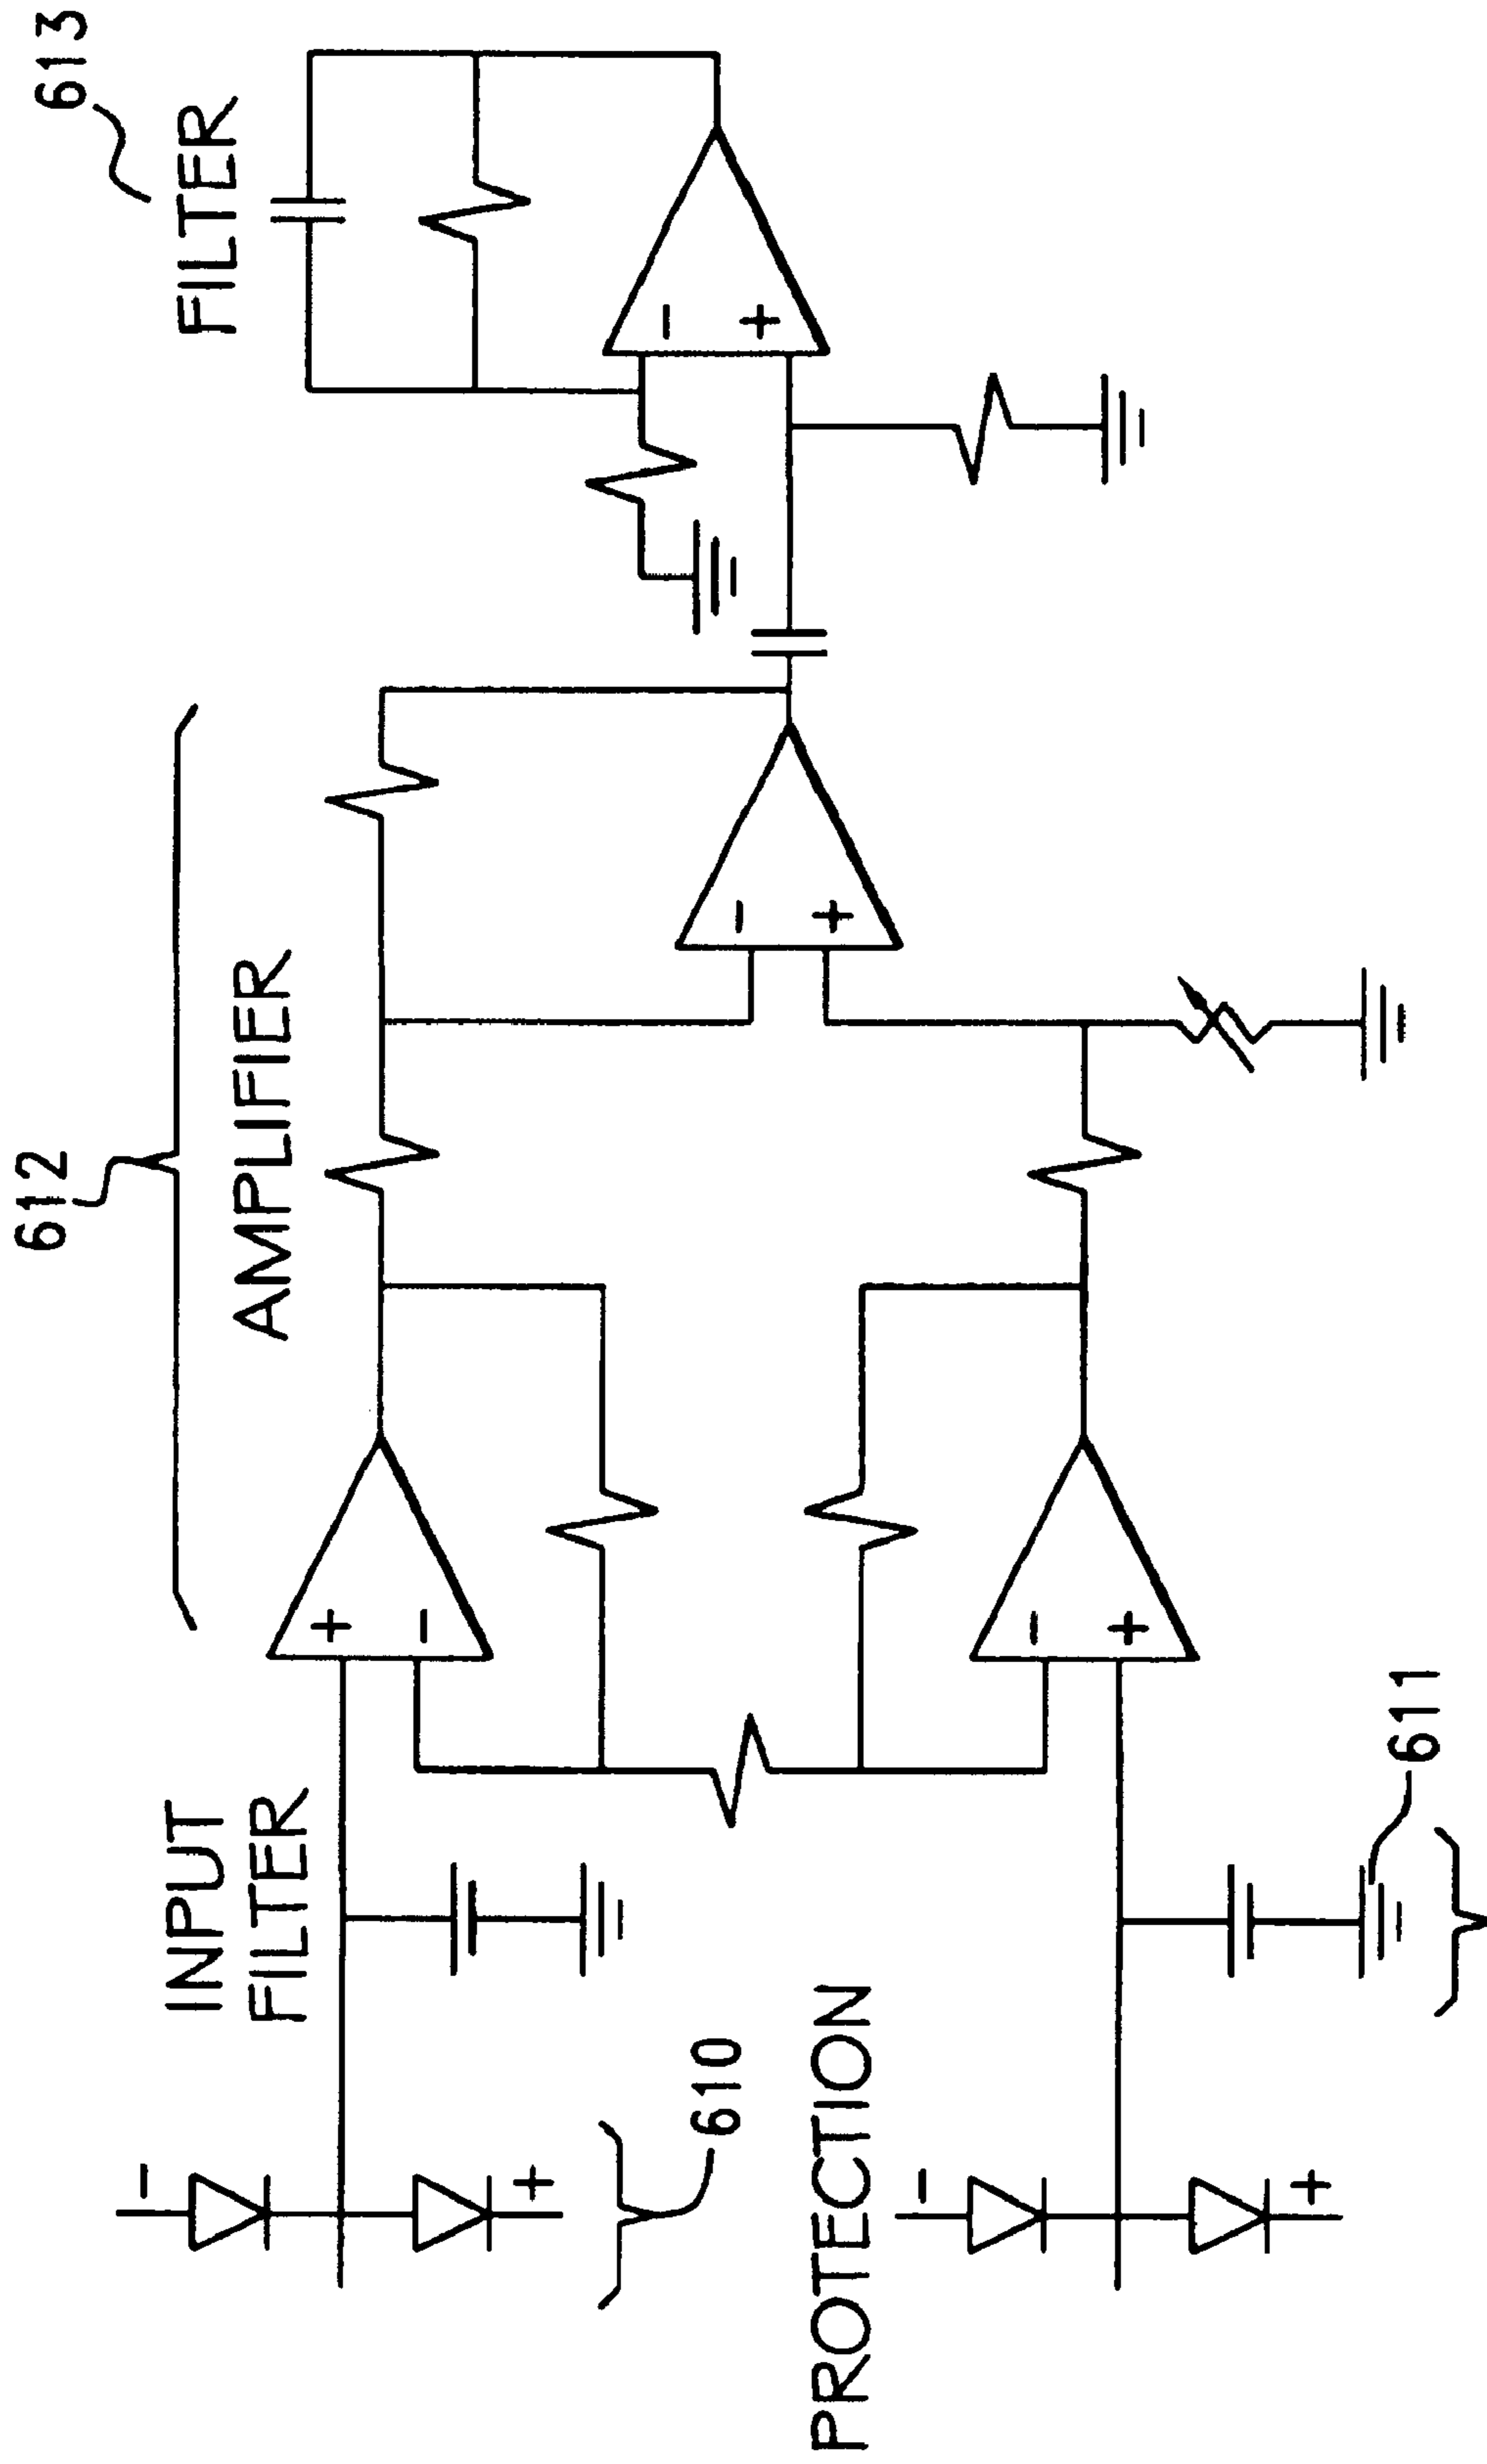 PROTECTION
610
INPUT
FILTER
611
612
AMPLIFIER
613
FILTER
- + - +
+ -
- +
- +
- +